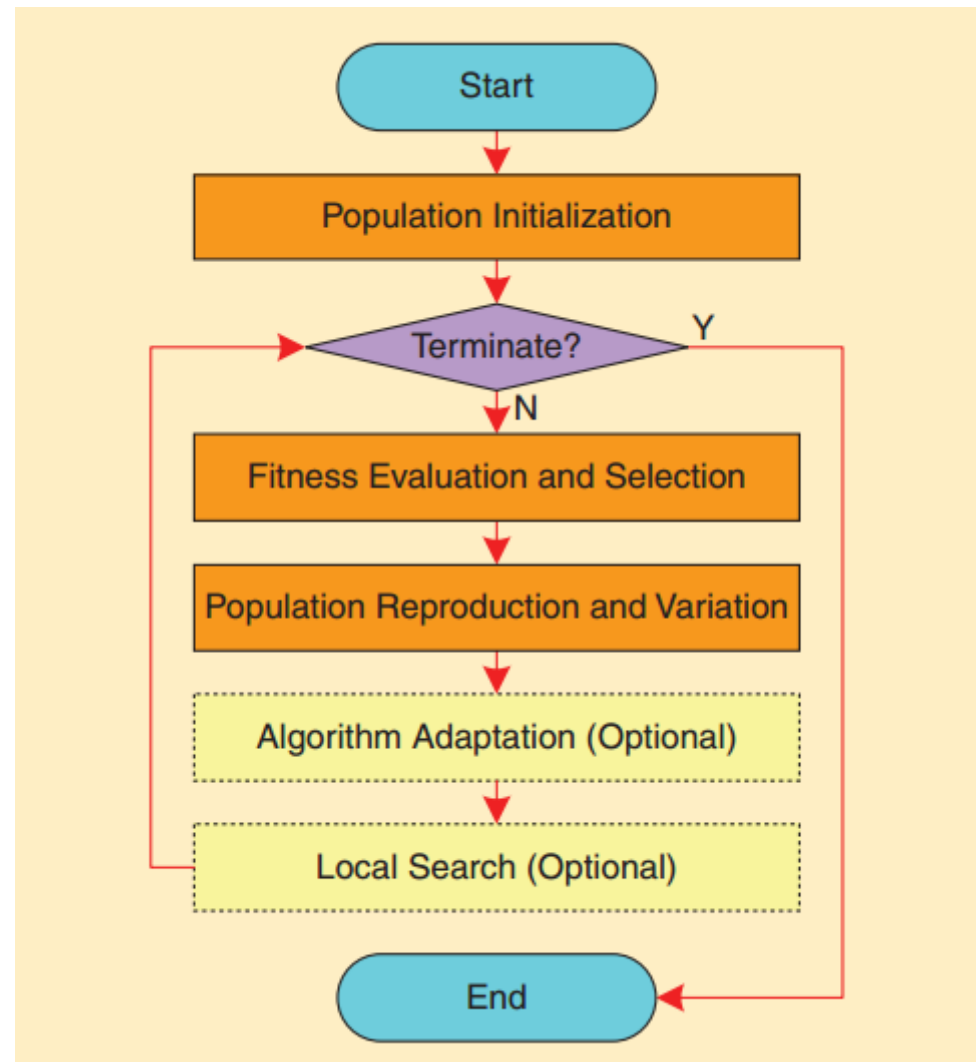 Start
Population Initialization
Terminate?
Y
N
Fitness Evaluation and Selection
Population Reproduction and Variation
Algorithm Adaptation (Optional)
Local Search (Optional)
End